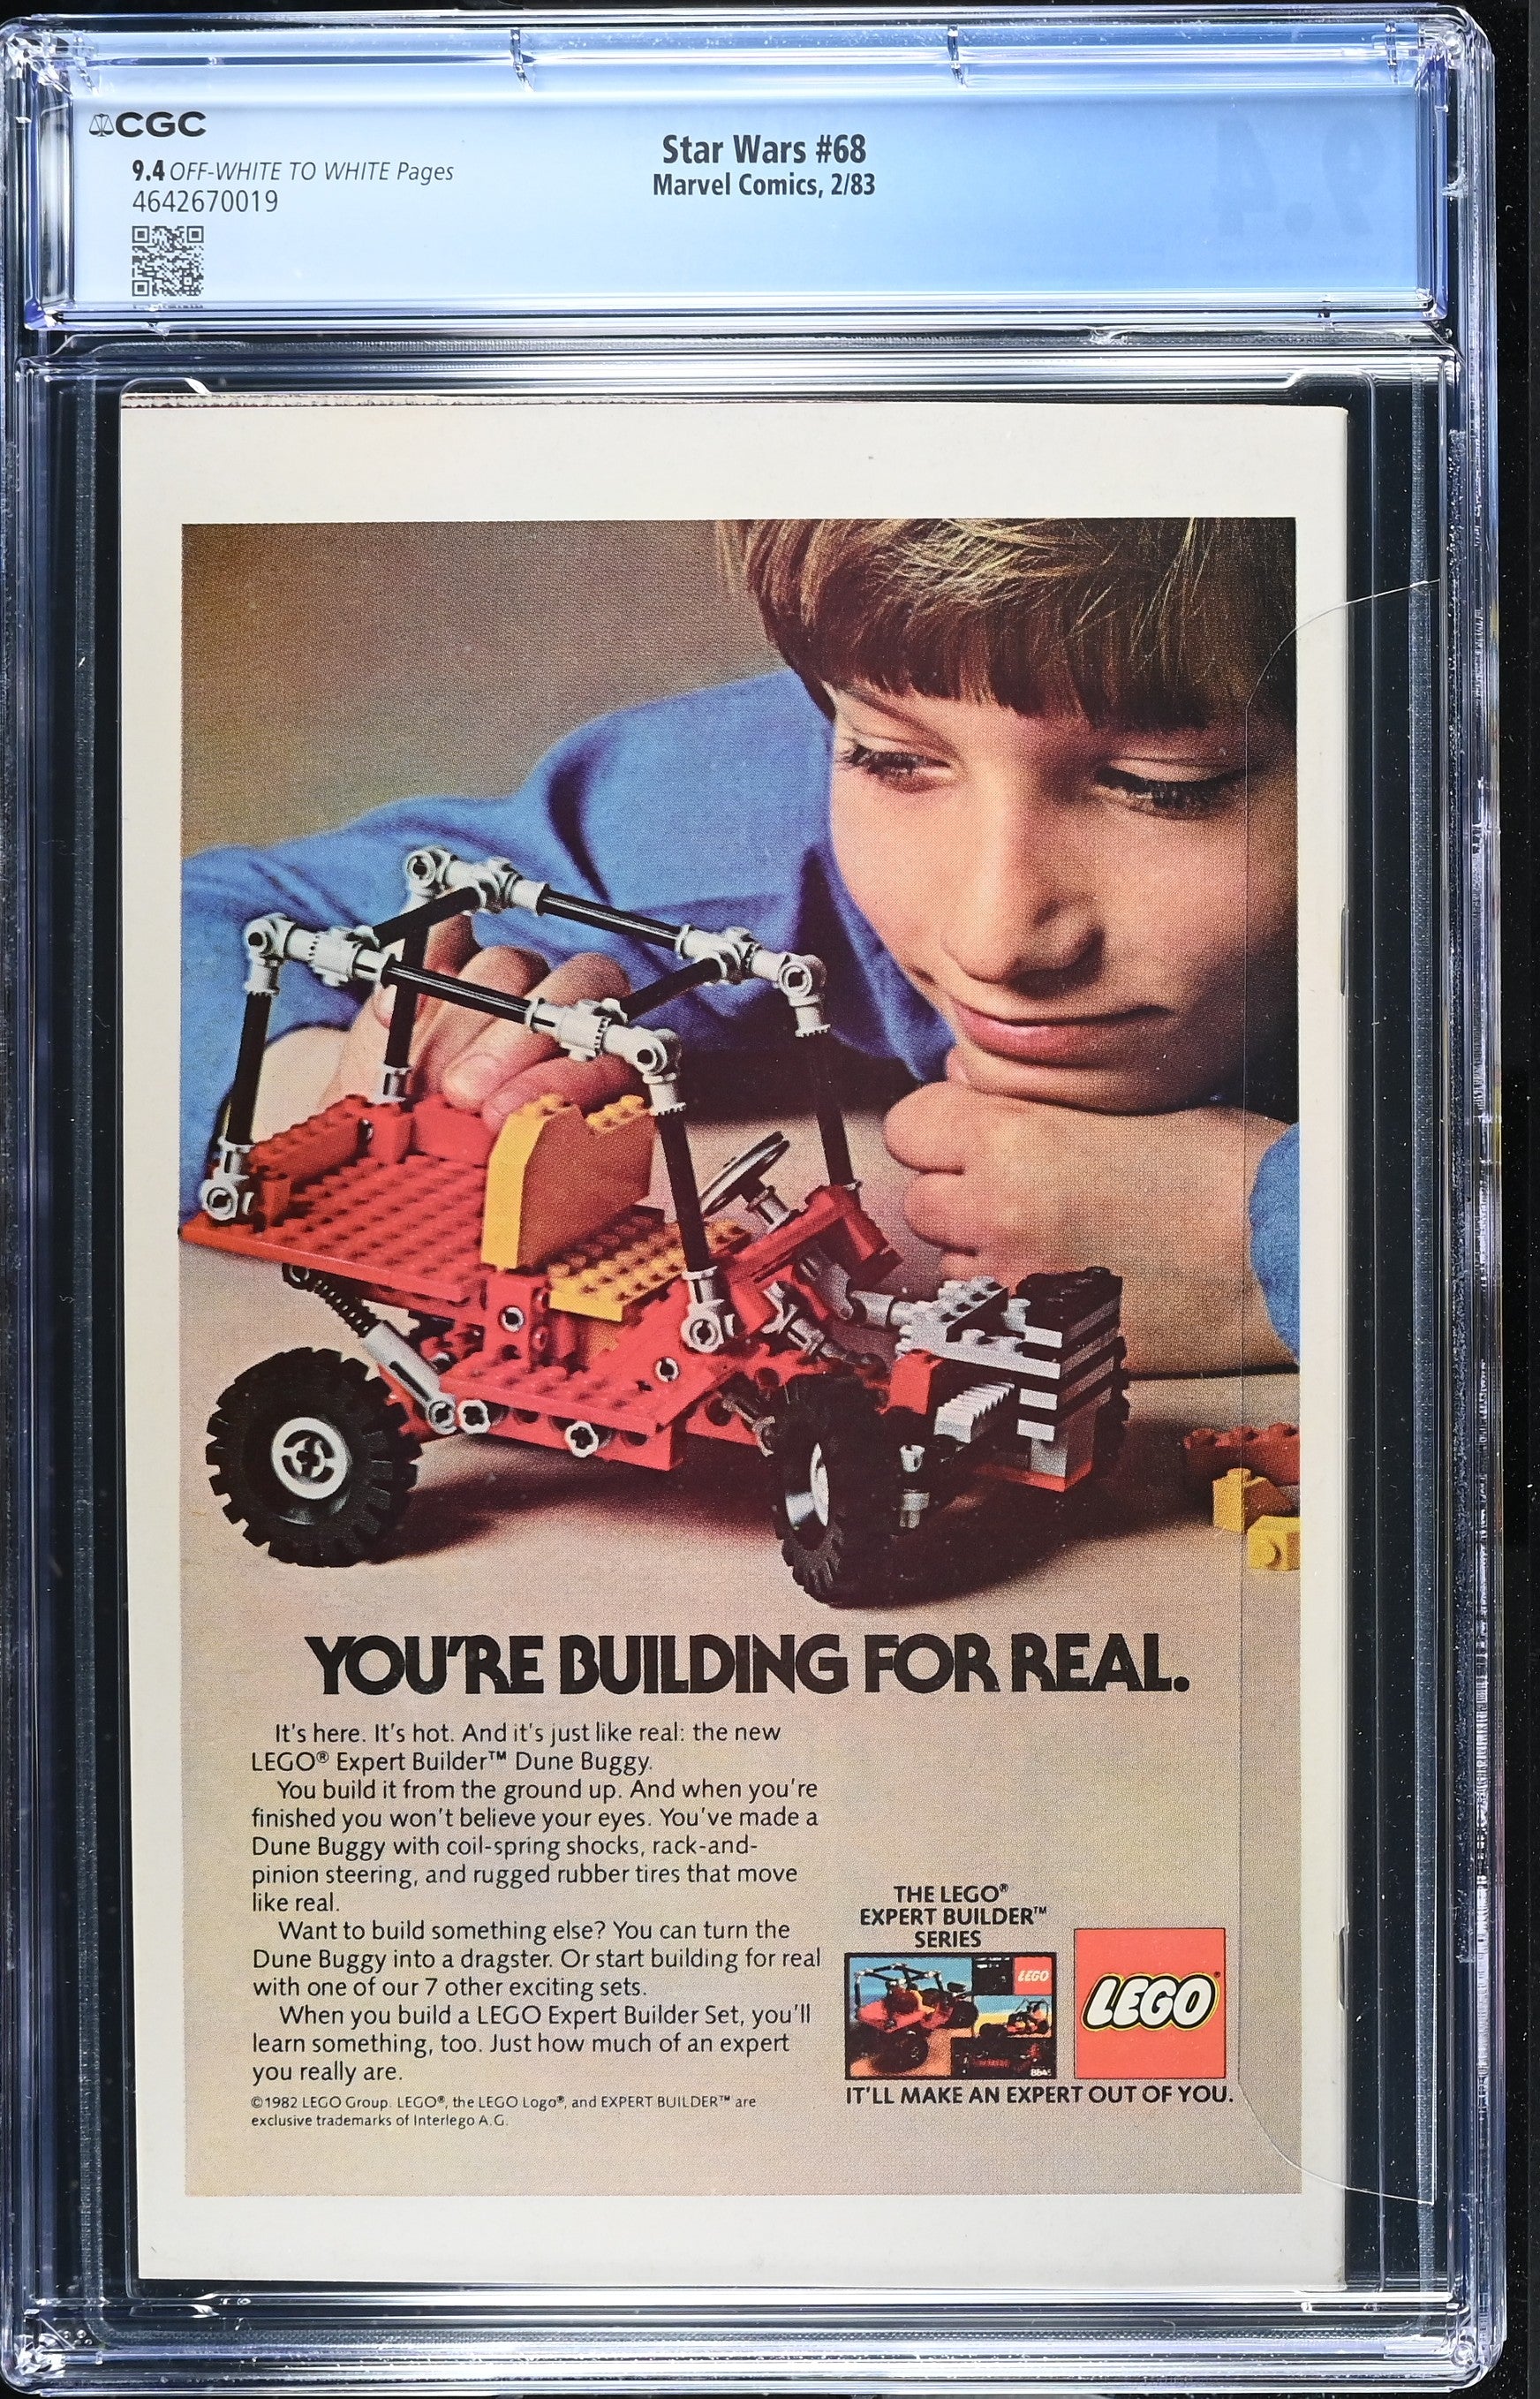 CGC
9.4 OFF-WHITE TO WHITE Pages
4642670019
Star Wars #68
Marvel Comics, 2/83
9.4
YOU'RE BUILDING FOR REAL.
It's here. It's hot. And it's just like real: the new
LEGO® Expert Builder™ Dune Buggy.
You build it from the ground up. And when you're
finished you won't believe your eyes. You've made a
Dune Buggy with coil-spring shocks, rack-and-
pinion steering, and rugged rubber tires that move
like real.
Want to build something else? You can turn the
Dune Buggy into a dragster. Or start building for real
with one of our 7 other exciting sets.
When you build a LEGO Expert Builder Set, you'll
learn something, too. Just how much of an expert
you really are.
©1982 LEGO Group. LEGO®, the LEGO Logo®, and EXPERT BUILDER™ are
exclusive trademarks of Interlego A.G.
THE LEGO®
EXPERT BUILDER™
SERIES
LEGO
LEGO®
IT'LL MAKE AN EXPERT OUT OF YOU.